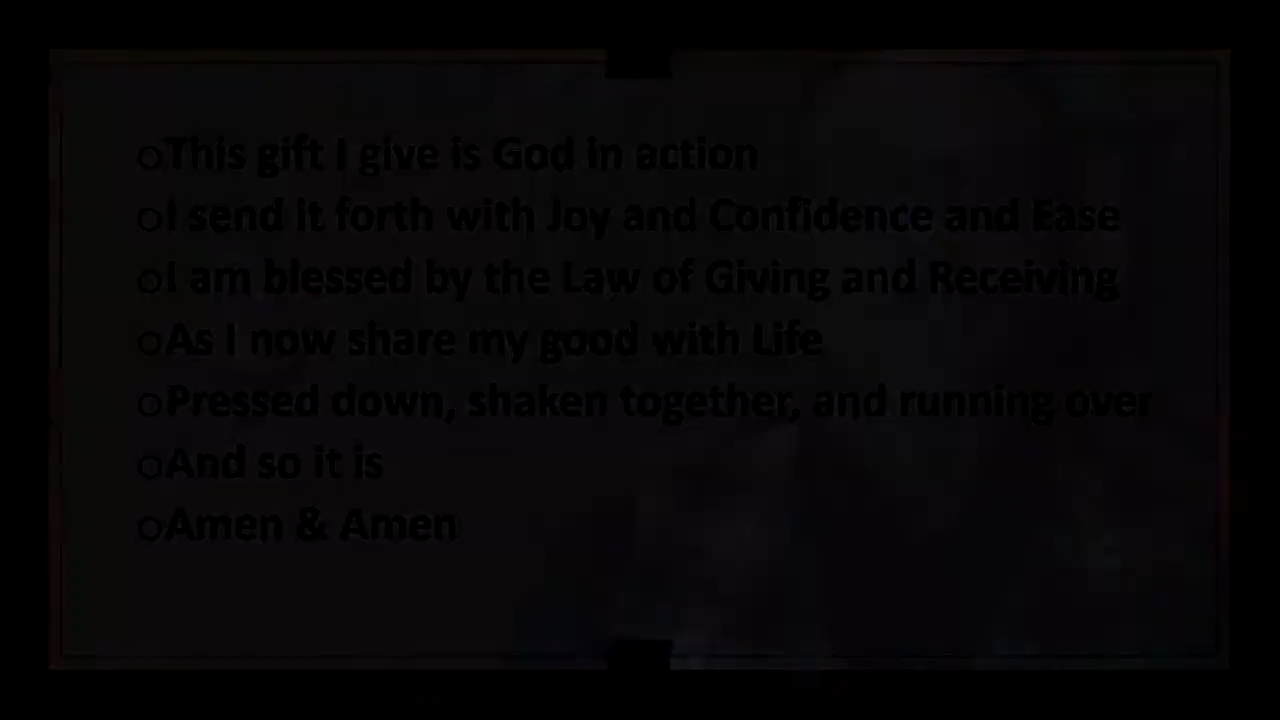 This gift I give is God in action
I send it forth with Joy and Confidence and Ease
I am blessed by the Law of Giving and Receiving
As I now share my good with Life
Pressed down, shaken together, and running over
And so it is
Amen & Amen